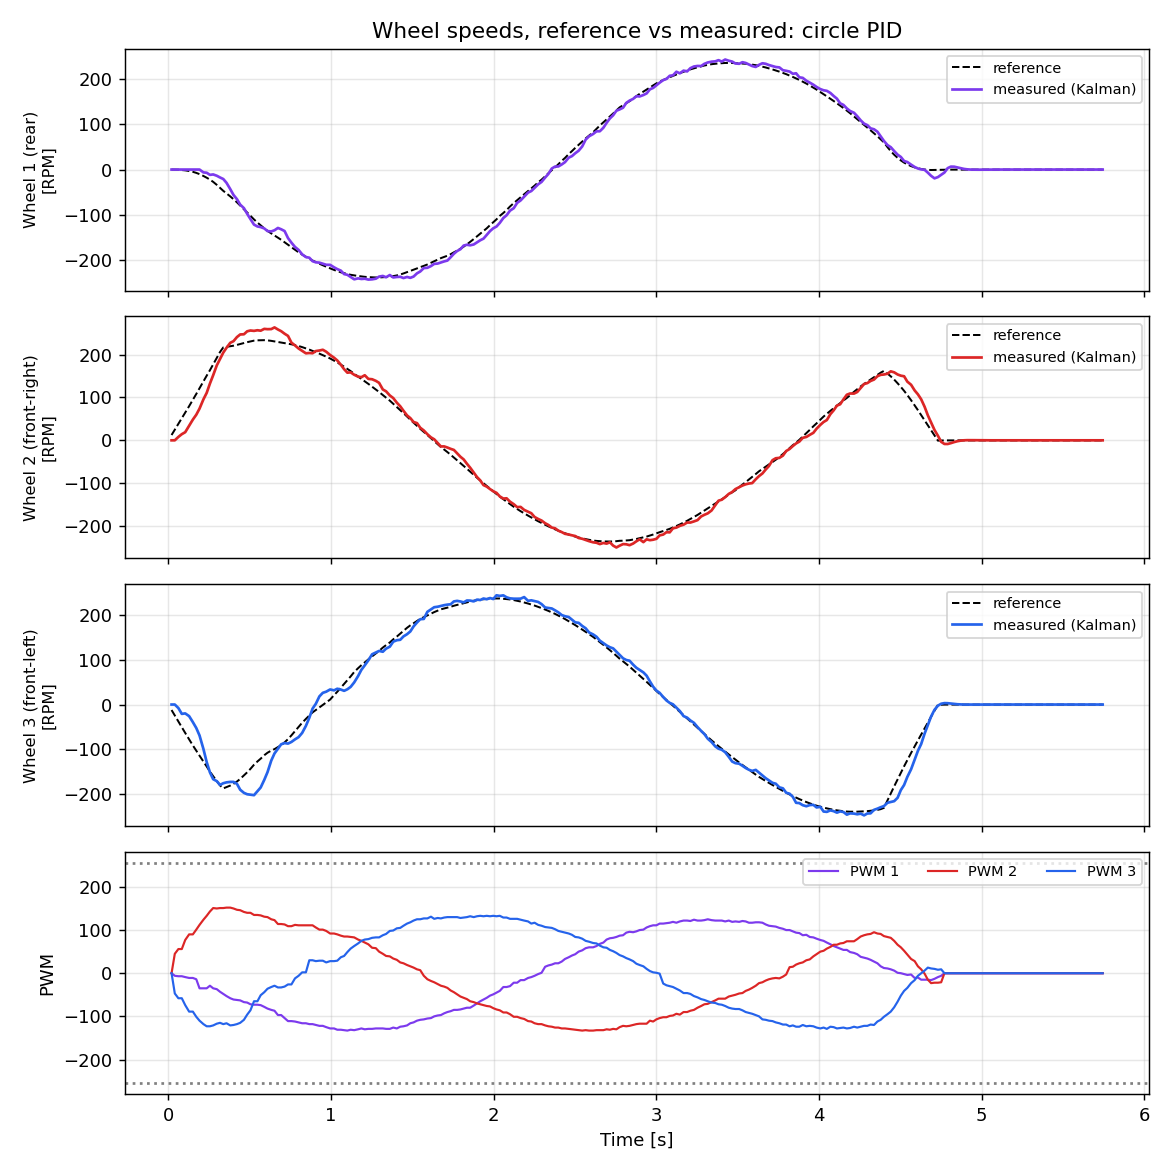 Wheel speeds, reference vs measured: circle PID
Wheel 1 (rear)
[RPM]
200
100
0
−100
−200
reference
measured (Kalman)
Wheel 2 (front-right)
[RPM]
200
100
0
−100
−200
reference
measured (Kalman)
Wheel 3 (front-left)
[RPM]
200
100
0
−100
−200
reference
measured (Kalman)
PWM
200
100
0
−100
−200
PWM 1 PWM 2 PWM 3
0 1 2 3 4 5 6
Time [s]